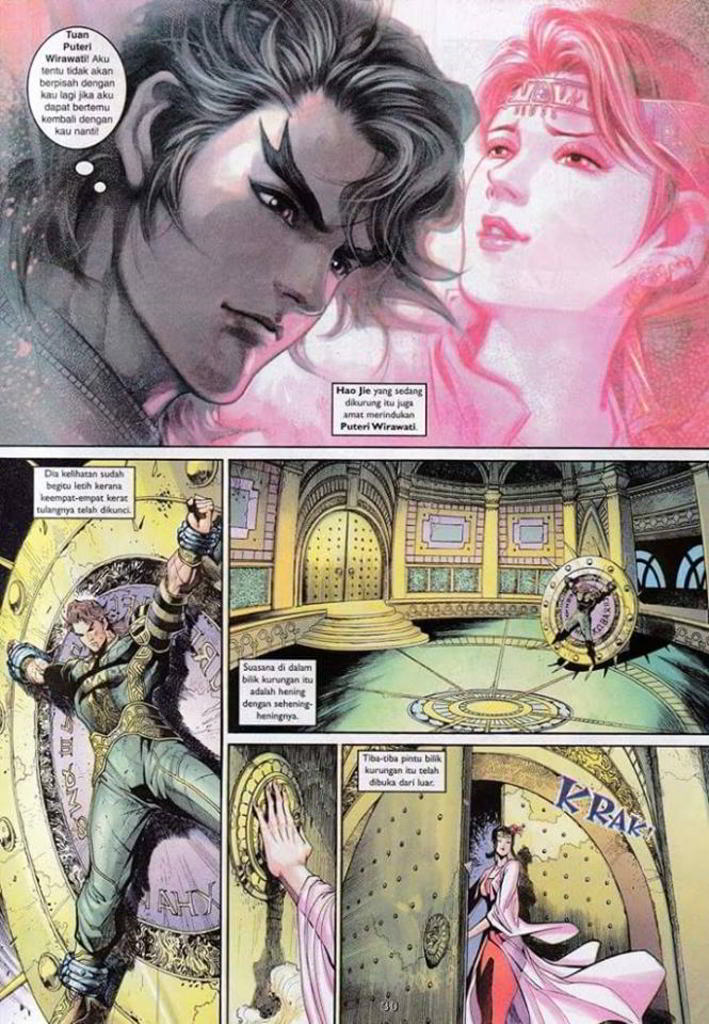 Tuan
Puteri
Wirawati! Aku
tentu tidak akan
berpisah dengan
kau lagi jika aku
dapat bertemu
kembali dengan
kau nanti!
Hao Jie yang sedang
dikurung itu juga
amat merindukan
Puteri Wirawati.
Dia kelihatan sudah
begitu letih kerana
keempat-empat kerat
tulangnya telah dikunci.
Suasana di dalam
bilik kurungan itu
adalah hening
dengan sehening-
heningnya.
Tiba-tiba pintu bilik
kurungan itu telah
dibuka dari luar.
KRAK!
30